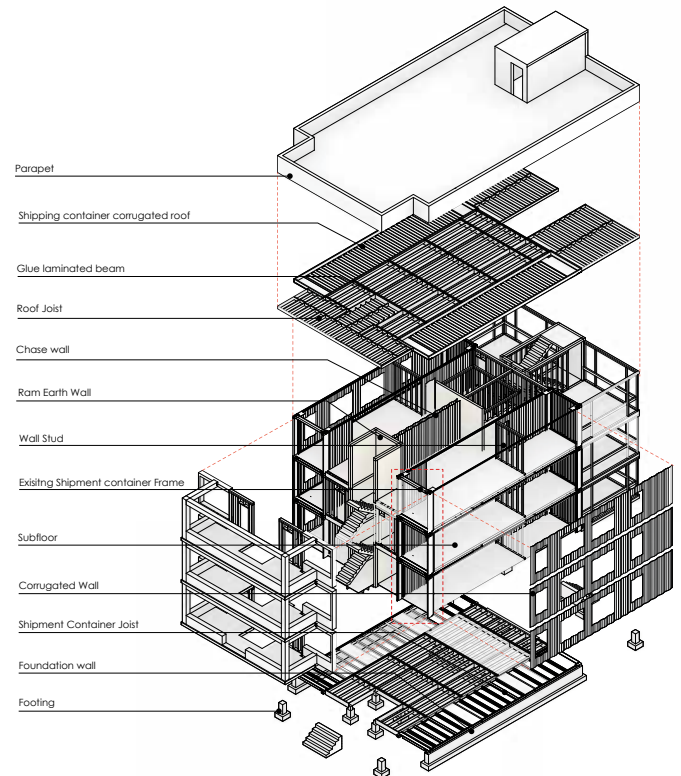 Parapet
Shipping container corrugated roof
Glue laminated beam
Roof Joist
Chase wall
Ram Earth Wall
Wall Stud
Exisitng Shipment container Frame
Subfloor
Corrugated Wall
Shipment Container Joist
Foundation wall
Footing